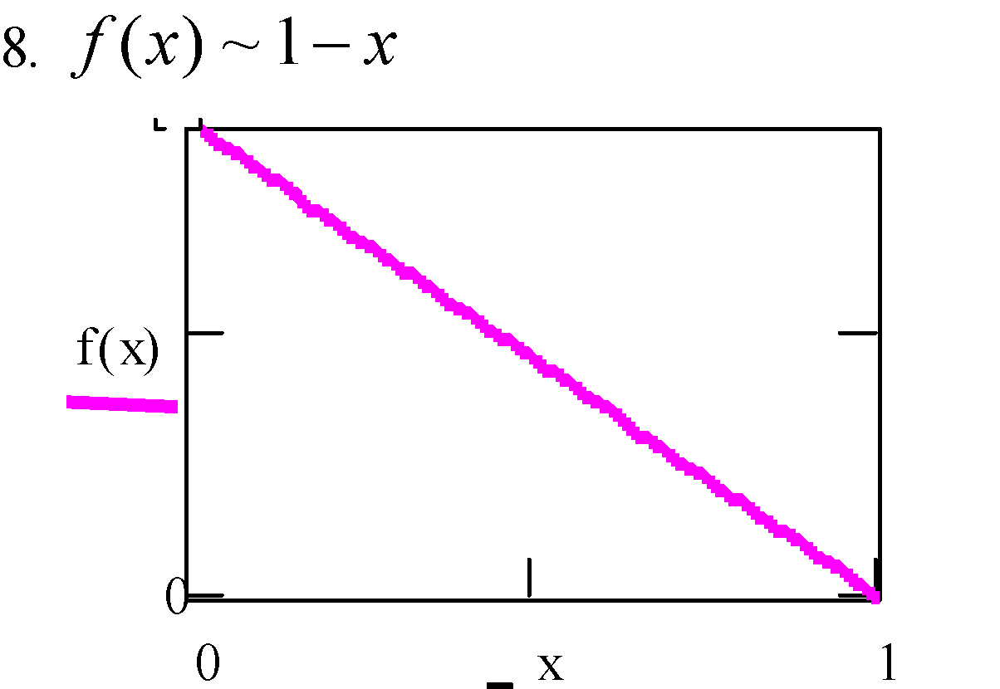 8. f(x) ~ 1 − x
f(x)
0
0 x 1